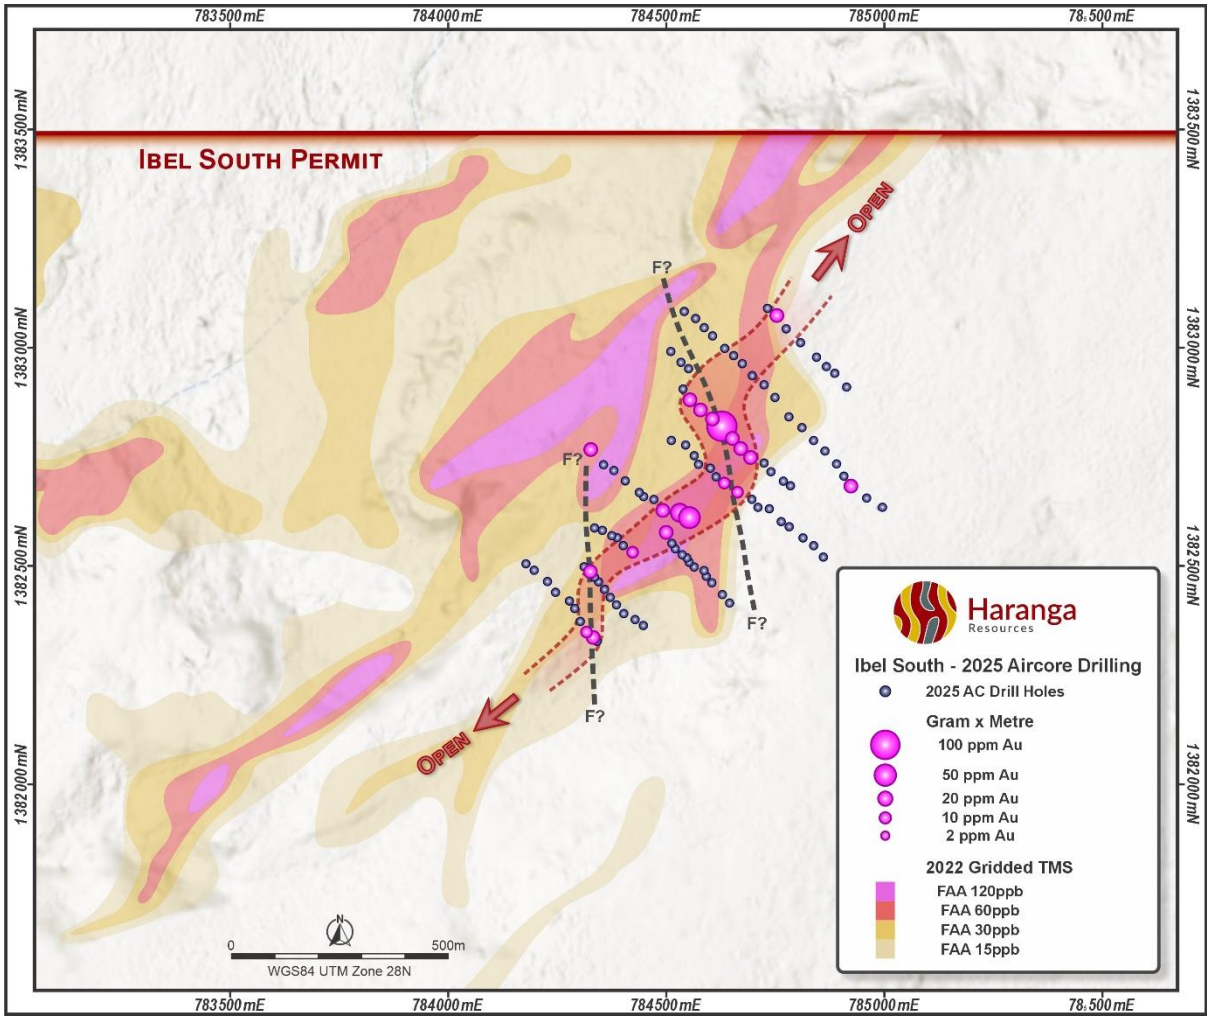 783500mE 784000mE 784500mE 785000mE 785500mE
1383500mN
1383500mN
IBEL SOUTH PERMIT
OPEN
F?
1383000mN
1383000mN
F?
1382500mN
1382500mN
F?
F?
OPEN
1382000mN
1382000mN
Haranga
Resources
Ibel South - 2025 Aircore Drilling
2025 AC Drill Holes
Gram x Metre
100 ppm Au
50 ppm Au
20 ppm Au
10 ppm Au
2 ppm Au
2022 Gridded TMS
FAA 120ppb
FAA 60ppb
FAA 30ppb
FAA 15ppb
N
0 500m
WGS84 UTM Zone 28N
783500mE 784000mE 784500mE 785000mE 785500mE